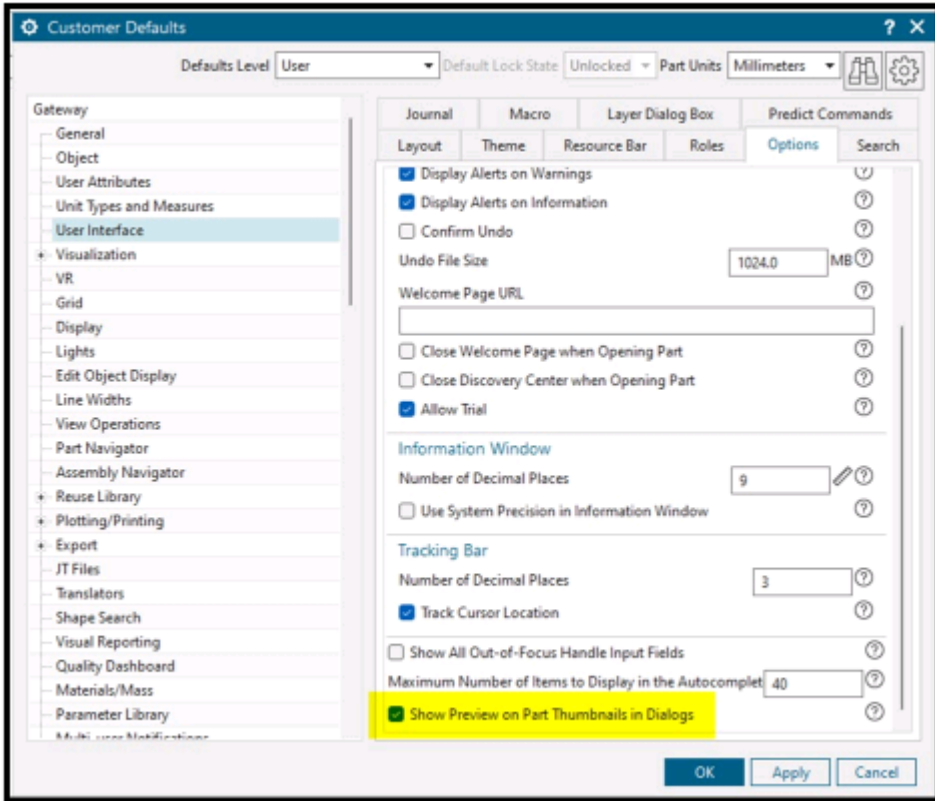 Customer Defaults
Defaults Level User Default Lock State Unlocked Part Units Millimeters
Gateway
General
Object
User Attributes
Unit Types and Measures
User Interface
Visualization
VR
Grid
Display
Lights
Edit Object Display
Line Widths
View Operations
Part Navigator
Assembly Navigator
Reuse Library
Plotting/Printing
Export
JT Files
Translators
Shape Search
Visual Reporting
Quality Dashboard
Materials/Mass
Parameter Library
Multi-user Notifications
Journal Macro Layer Dialog Box Predict Commands
Layout Theme Resource Bar Roles Options Search
Display Alerts on Warnings
Display Alerts on Information
Confirm Undo
Undo File Size 1024.0 MB
Welcome Page URL
Close Welcome Page when Opening Part
Close Discovery Center when Opening Part
Allow Trial
Information Window
Number of Decimal Places 9
Use System Precision in Information Window
Tracking Bar
Number of Decimal Places 3
Track Cursor Location
Show All Out-of-Focus Handle Input Fields
Maximum Number of Items to Display in the Autocomplet 40
Show Preview on Part Thumbnails in Dialogs
OK Apply Cancel